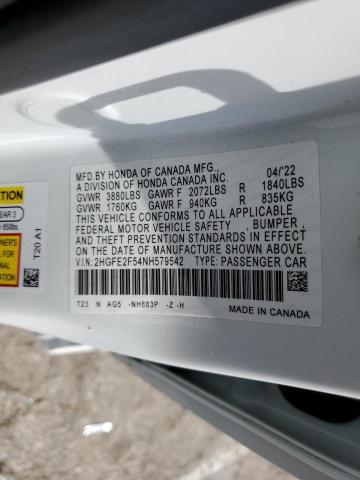 MFD BY HONDA OF CANADA MFG.
A DIVISION OF HONDA CANADA INC. 04/'22
GVWR 3880LBS GAWR F 2072LBS R 1840LBS
GVWR 1760KG GAWR F 940KG R 835KG
THIS VEHICLE CONFORMS TO ALL APPLICABLE
FEDERAL MOTOR VEHICLE SAFETY, BUMPER,
AND THEFT PREVENTION STANDARDS IN EFFECT
ON THE DATE OF MANUFACTURE SHOWN ABOVE.
V.I.N.: 2HGFE2F54NH579542 TYPE: PASSENGER CAR
T23 N AG5 -NH883P -Z -H
MADE IN CANADA
EAR 3
T20 A1